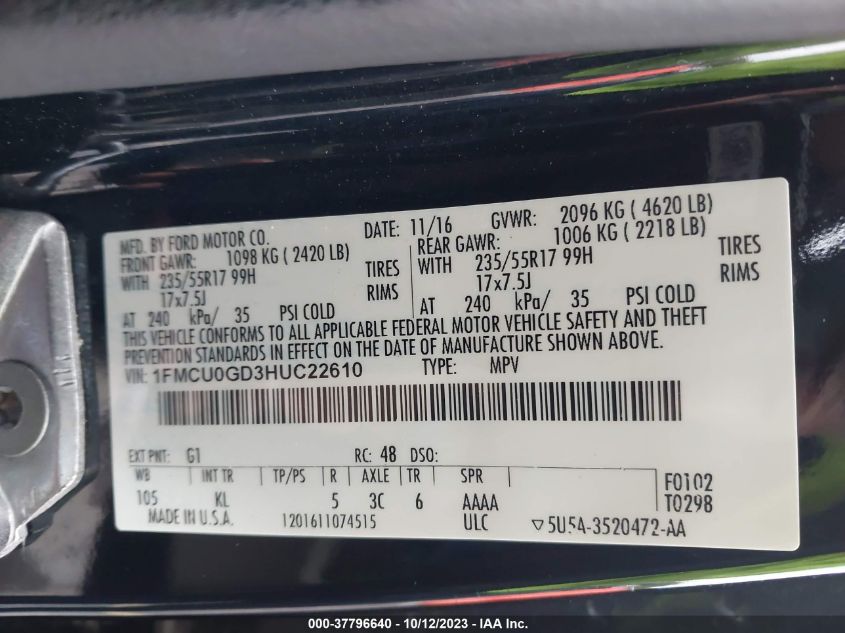 MFD. BY FORD MOTOR CO. DATE: 11/16 GVWR: 2096 KG ( 4620 LB)
FRONT GAWR: 1098 KG ( 2420 LB) REAR GAWR: 1006 KG ( 2218 LB)
WITH 235/55R17 99H TIRES WITH 235/55R17 99H TIRES
17x7.5J RIMS 17x7.5J RIMS
AT 240 kPa/ 35 PSI COLD AT 240 kPa/ 35 PSI COLD
THIS VEHICLE CONFORMS TO ALL APPLICABLE FEDERAL MOTOR VEHICLE SAFETY AND THEFT
PREVENTION STANDARDS IN EFFECT ON THE DATE OF MANUFACTURE SHOWN ABOVE.
VIN: 1FMCU0GD3HUC22610 TYPE: MPV
EXT PNT: G1 RC: 48 DSO:
WB INT TR TP/PS R AXLE TR SPR F0102
105 KL 5 3C 6 AAAA T0298
MADE IN U.S.A. 1201611074515 ULC ▽5U5A-3520472-AA
000-37796640 - 10/12/2023 - IAA Inc.